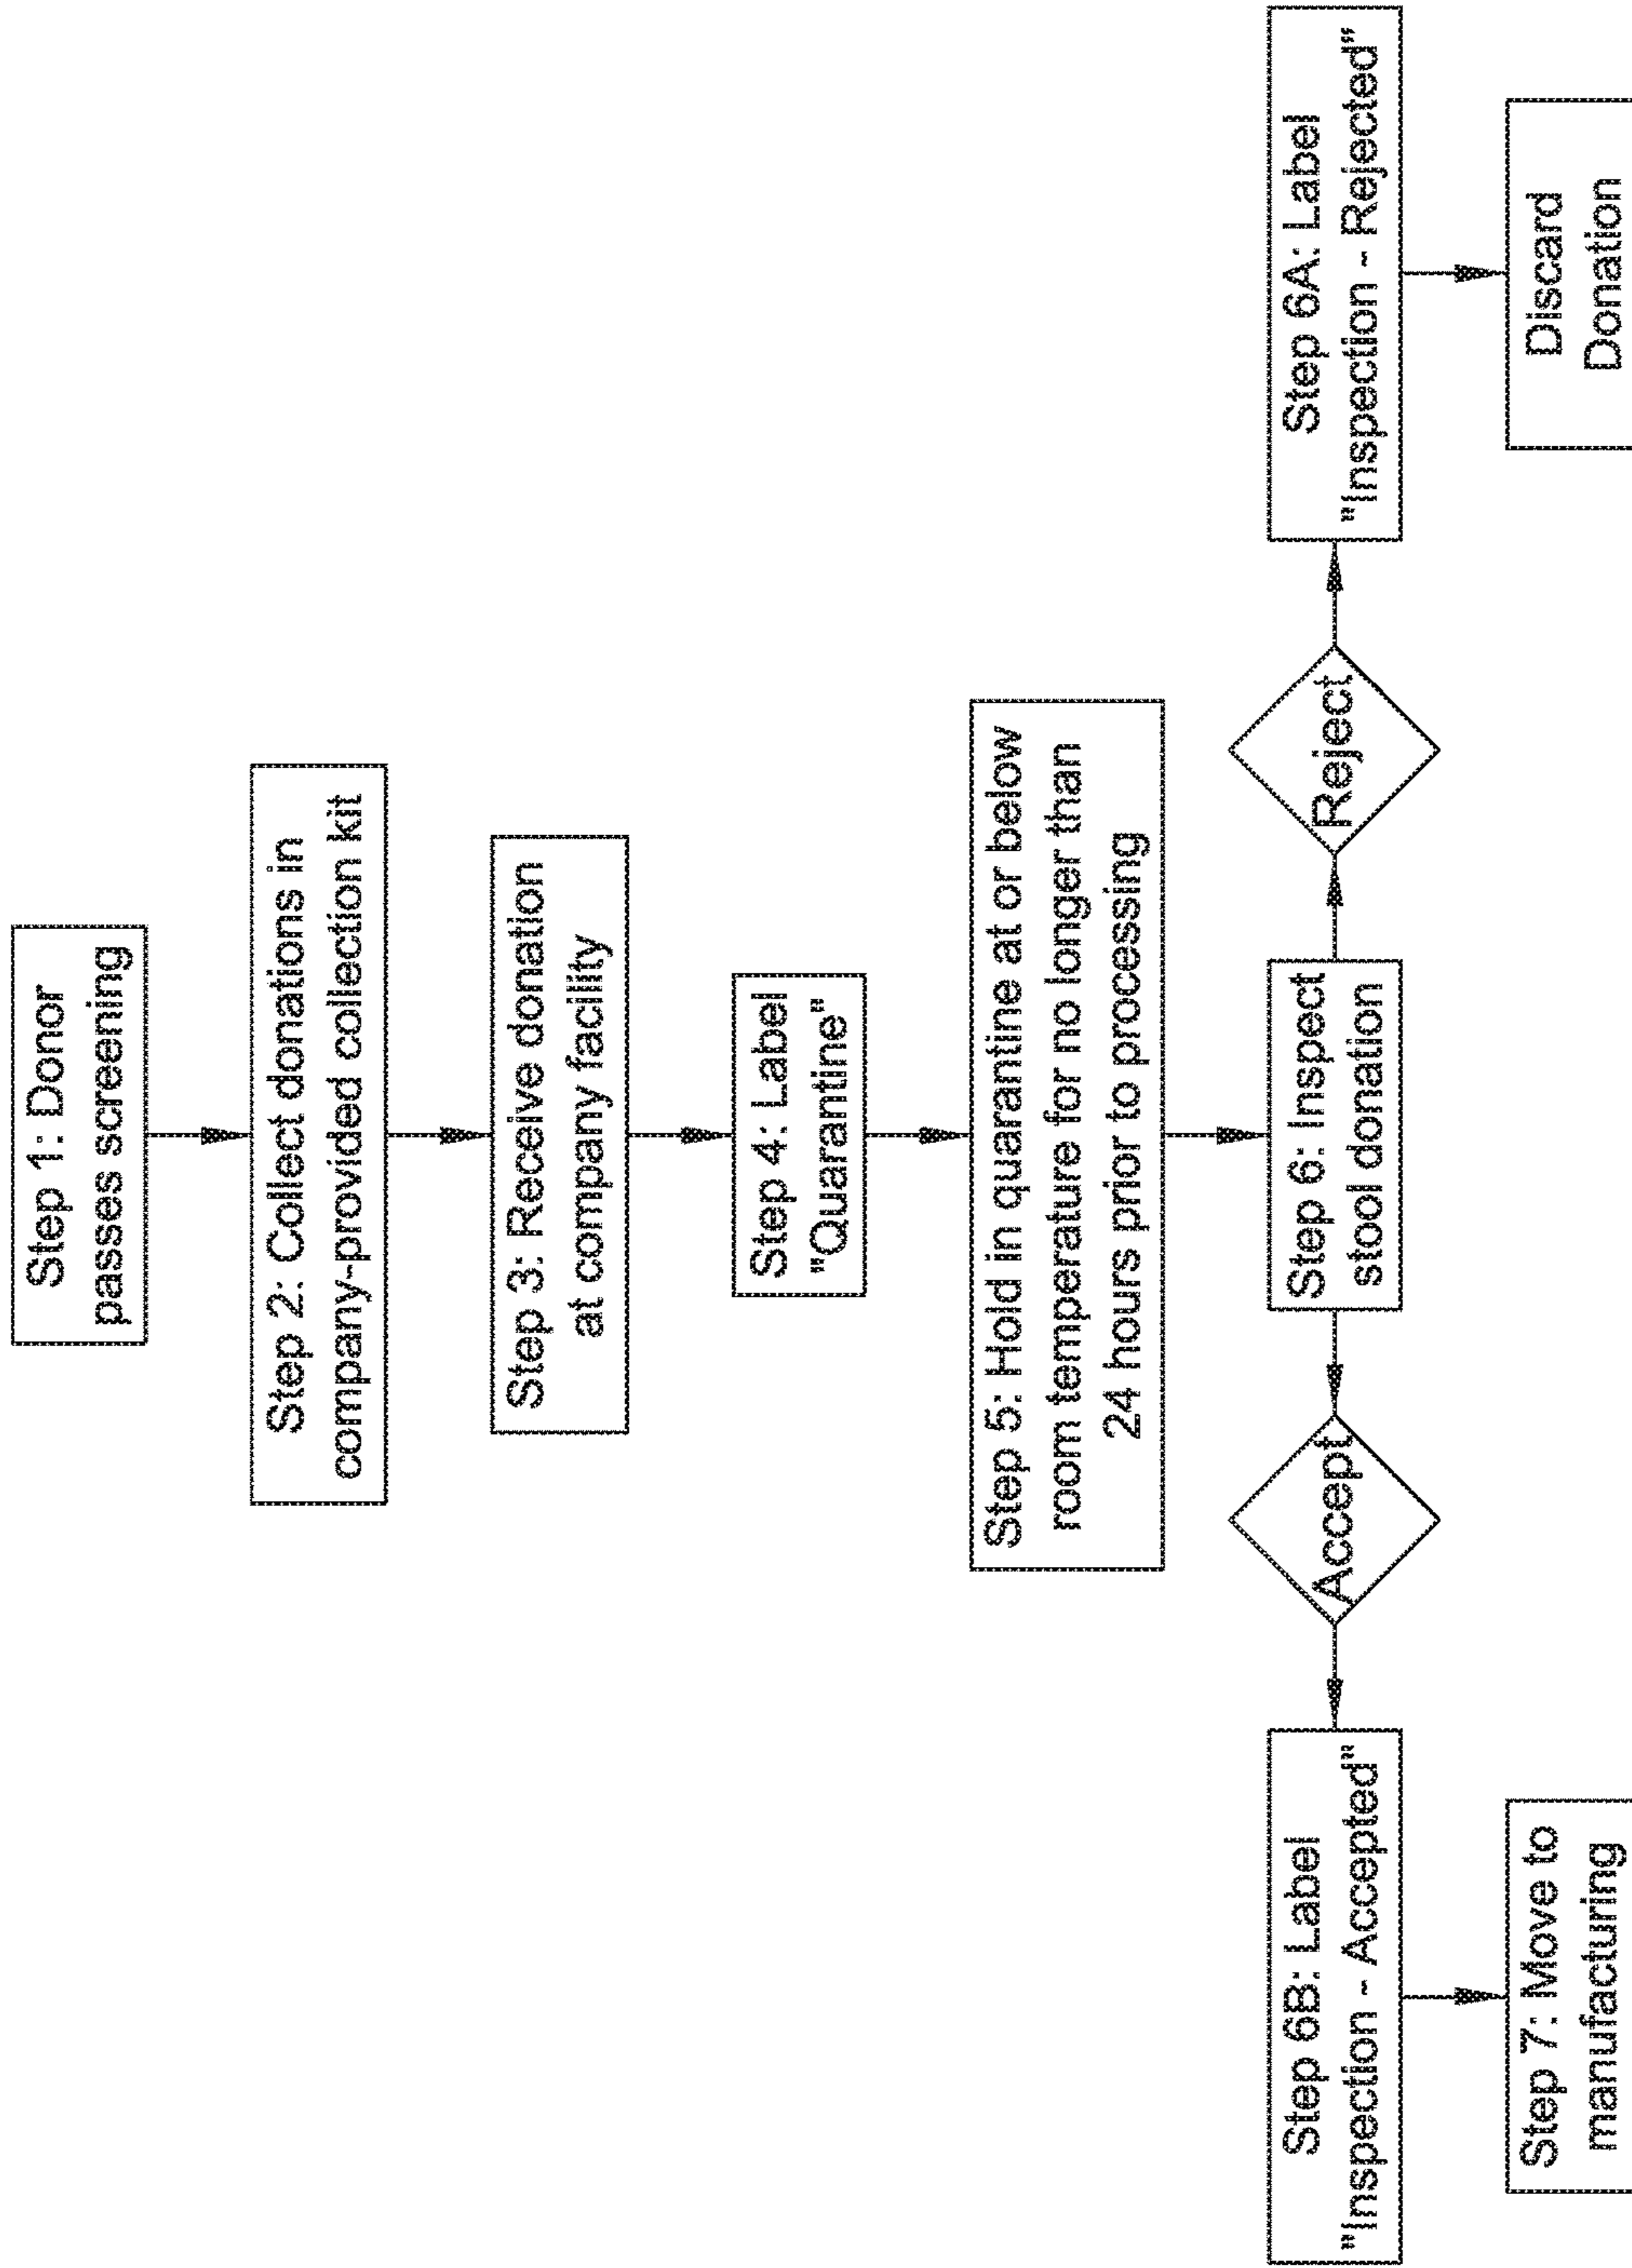 Step 1: Donor
passes screening
Step 2: Collect donations in
company-provided collection kit
Step 3: Receive donation
at company facility
Step 4: Label
"Quarantine"
Step 5: Hold in quarantine at or below
room temperature for no longer than
24 hours prior to processing
Step 6: Inspect
stool donation
Accept
Reject
Step 6B: Label
"Inspection - Accepted"
Step 6A: Label
"Inspection - Rejected"
Step 7: Move to
manufacturing
Discard
Donation